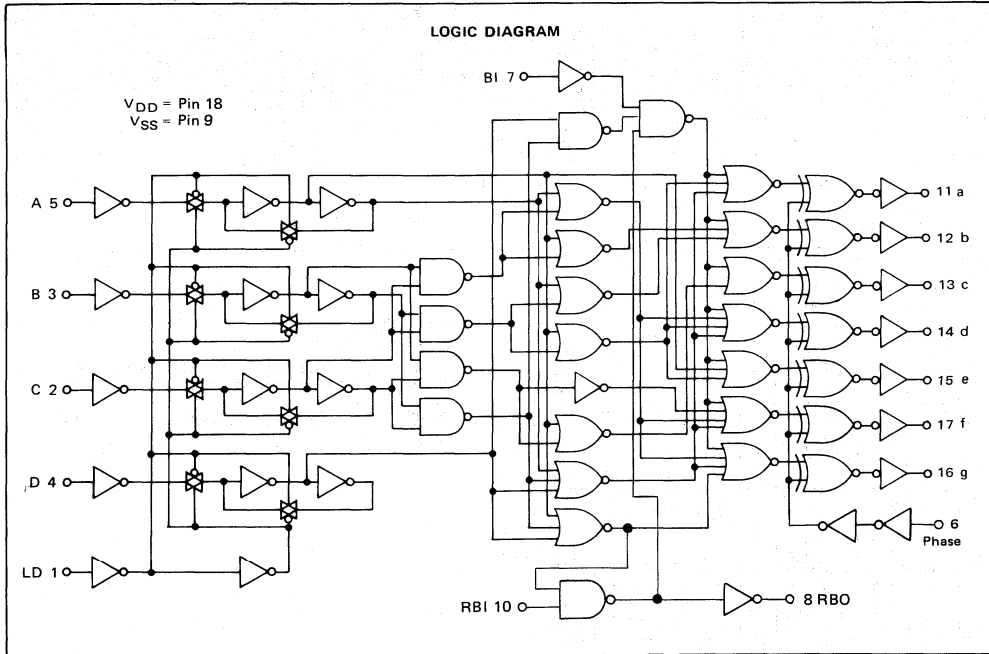 LOGIC DIAGRAM
BI 7
VDD = Pin 18
VSS = Pin 9
A 5
11 a
12 b
B 3
13 c
14 d
C 2
15 e
17 f
D 4
16 g
6
Phase
LD 1
RBI 10
8 RBO